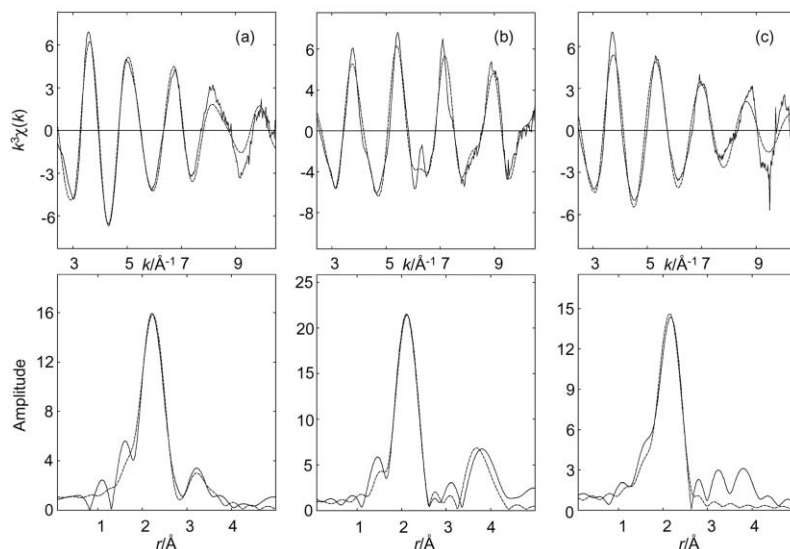 (a) (b) (c)
k³χ(k)
6 3 0 -3 -6
6 4 0 -4 -8
6 3 0 -3 -6
3 5 k/Å⁻¹ 7 9
3 5 k/Å⁻¹ 7 9
3 5 k/Å⁻¹ 7 9
Amplitude
16 12 8 4 0
25 20 15 10 5 0
15 12 9 6 3 0
1 2 3 4
1 2 3 4
1 2 3 4
r/Å r/Å r/Å